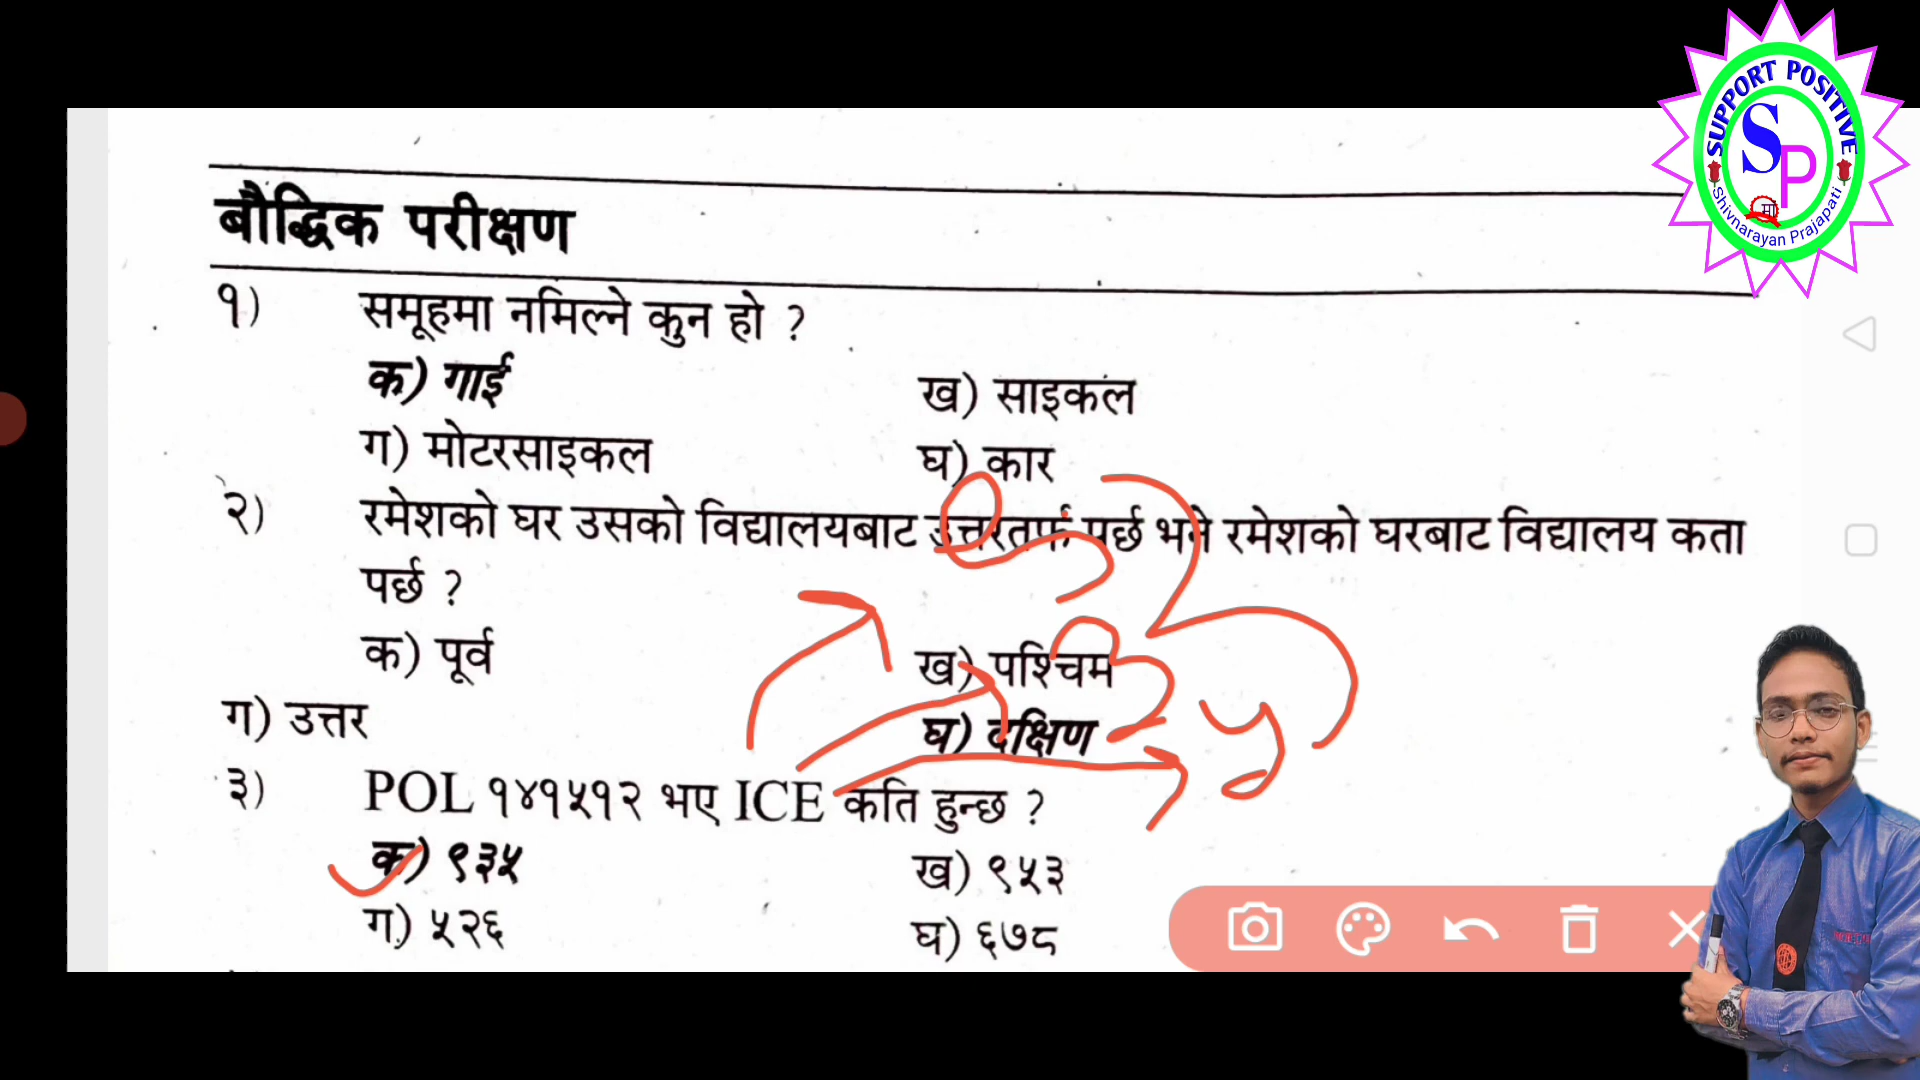 SUPPORT POSITIVE
SP
मा
Shivnarayan Prajapati
बौद्धिक परीक्षण
१) समूहमा नमिल्ने कुन हो ?
क) गाई ख) साइकल
ग) मोटरसाइकल घ) कार
२) रमेशको घर उसको विद्यालयबाट उत्तरतर्फ पर्छ भने रमेशको घरबाट विद्यालय कता
पर्छ ?
क) पूर्व ख) पश्चिम
ग) उत्तर घ) दक्षिण
३) POL १४१५१२ भए ICE कति हुन्छ ?
क) ९३५ ख) ९५३
ग) ५२६ घ) ६७८